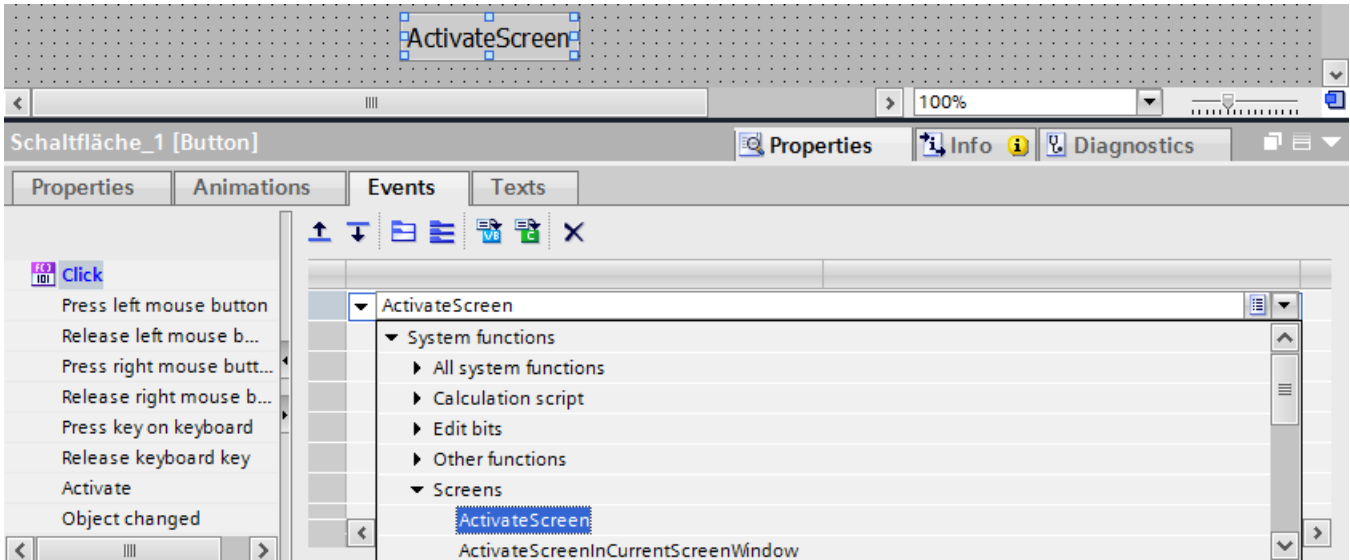 ActivateScreen
100%
Schaltfläche_1 [Button]
Properties Info Diagnostics
Properties Animations Events Texts
Click
Press left mouse button
Release left mouse b...
Press right mouse butt...
Release right mouse b...
Press key on keyboard
Release keyboard key
Activate
Object changed
ActivateScreen
System functions
All system functions
Calculation script
Edit bits
Other functions
Screens
ActivateScreen
ActivateScreenInCurrentScreenWindow